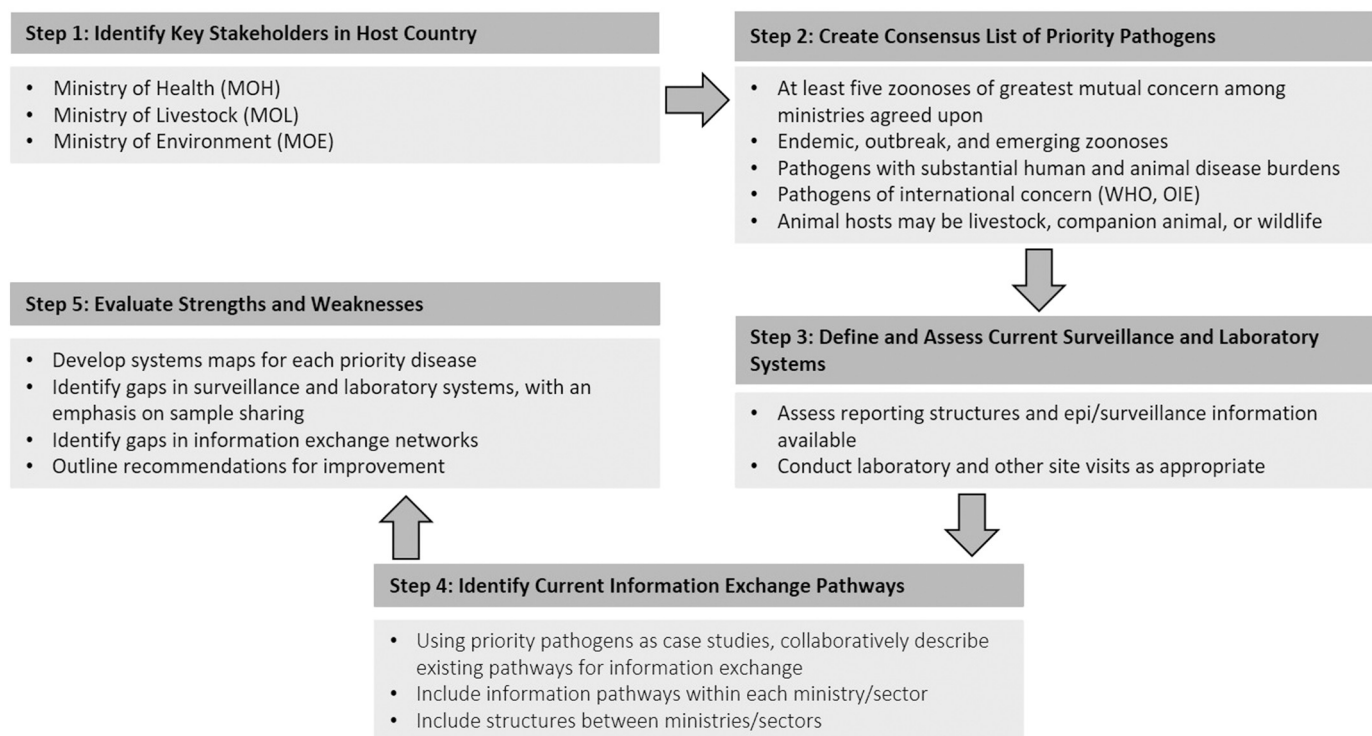 Step 1: Identify Key Stakeholders in Host Country
• Ministry of Health (MOH)
• Ministry of Livestock (MOL)
• Ministry of Environment (MOE)
Step 2: Create Consensus List of Priority Pathogens
• At least five zoonoses of greatest mutual concern among
ministries agreed upon
• Endemic, outbreak, and emerging zoonoses
• Pathogens with substantial human and animal disease burdens
• Pathogens of international concern (WHO, OIE)
• Animal hosts may be livestock, companion animal, or wildlife
Step 3: Define and Assess Current Surveillance and Laboratory
Systems
• Assess reporting structures and epi/surveillance information
available
• Conduct laboratory and other site visits as appropriate
Step 4: Identify Current Information Exchange Pathways
• Using priority pathogens as case studies, collaboratively describe
existing pathways for information exchange
• Include information pathways within each ministry/sector
• Include structures between ministries/sectors
Step 5: Evaluate Strengths and Weaknesses
• Develop systems maps for each priority disease
• Identify gaps in surveillance and laboratory systems, with an
emphasis on sample sharing
• Identify gaps in information exchange networks
• Outline recommendations for improvement